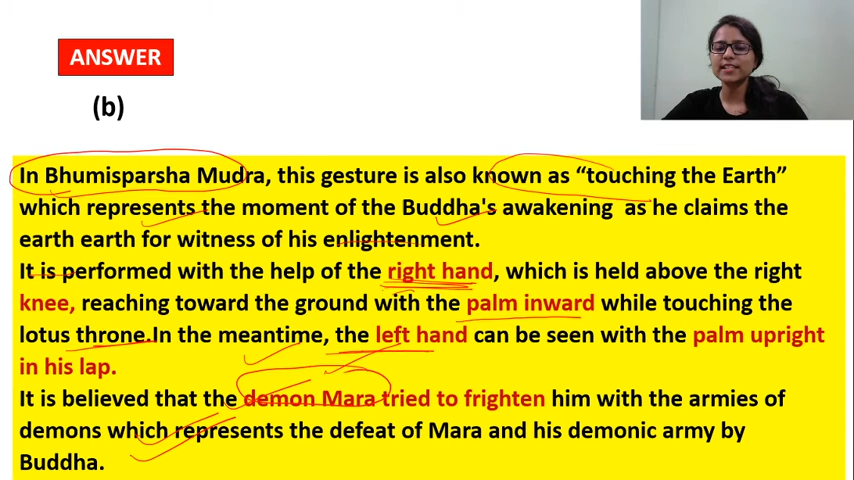 ANSWER
(b)
In Bhumisparsha Mudra, this gesture is also known as “touching the Earth”
which represents the moment of the Buddha's awakening as he claims the
earth earth for witness of his enlightenment.
It is performed with the help of the right hand, which is held above the right
knee, reaching toward the ground with the palm inward while touching the
lotus throne.In the meantime, the left hand can be seen with the palm upright
in his lap.
It is believed that the demon Mara tried to frighten him with the armies of
demons which represents the defeat of Mara and his demonic army by
Buddha.